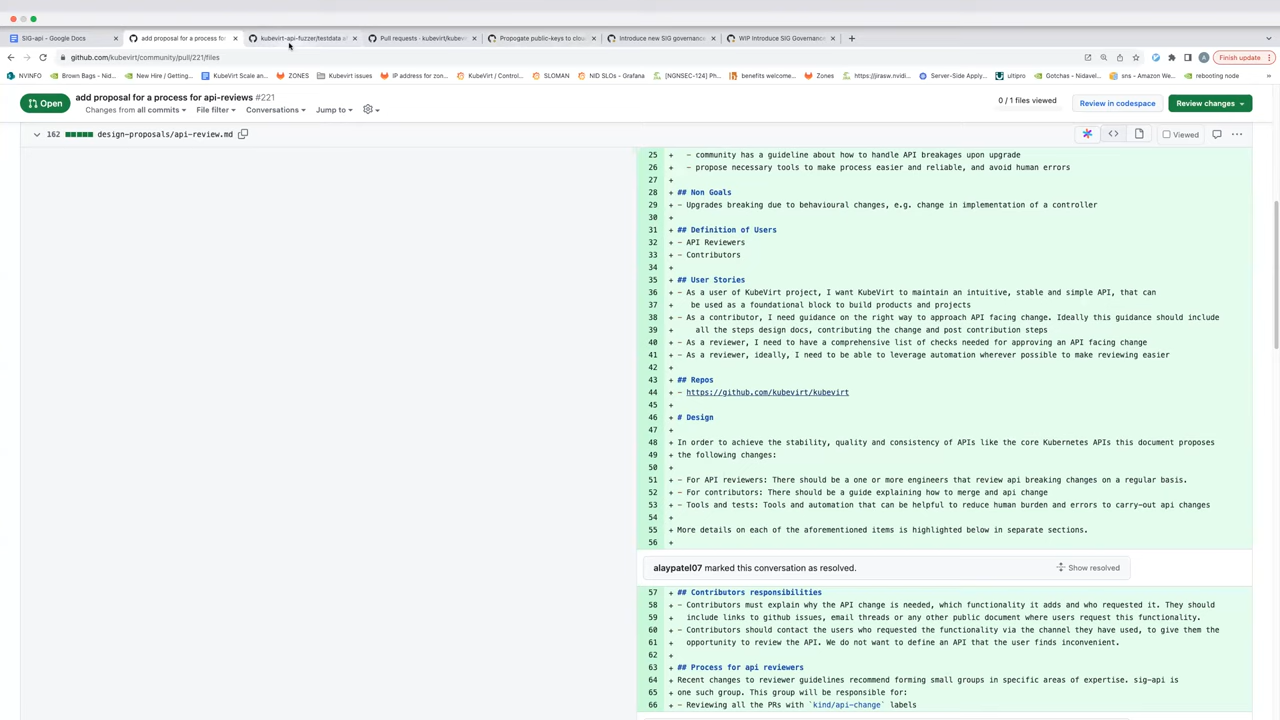 SIG-api - Google Docs
add proposal for a process for
kubevirt-api-fuzzer/testdata a
Pull requests · kubevirt/kubev
Propogate public-keys to clou
Introduce new SIG governance
WIP Introduce SIG Governance
github.com/kubevirt/community/pull/221/files
Finish update
NVINFO
Brown Bags - Nid...
New Hire / Getting...
KubeVirt Scale an...
ZONES
Kubevirt issues
IP address for zon...
KubeVirt / Control...
SLOMAN
NID SLOs - Grafana
[NGNSEC-124] Ph...
benefits welcome...
Zones
https://jirasw.nvidi...
Server-Side Apply...
ultipro
Gotchas - Nidavel...
sns - Amazon We...
rebooting node
Open
add proposal for a process for api-reviews #221
Changes from all commits
File filter
Conversations
Jump to
0 / 1 files viewed
Review in codespace
Review changes
162 design-proposals/api-review.md
Viewed
25 + - community has a guideline about how to handle API breakages upon upgrade
26 + - propose necessary tools to make process easier and reliable, and avoid human errors
27 +
28 + ## Non Goals
29 + - Upgrades breaking due to behavioural changes, e.g. change in implementation of a controller
30 +
31 + ## Definition of Users
32 + - API Reviewers
33 + - Contributors
34 +
35 + ## User Stories
36 + - As a user of KubeVirt project, I want KubeVirt to maintain an intuitive, stable and simple API, that can
37 + be used as a foundational block to build products and projects
38 + - As a contributor, I need guidance on the right way to approach API facing change. Ideally this guidance should include
39 + all the steps design docs, contributing the change and post contribution steps
40 + - As a reviewer, I need to have a comprehensive list of checks needed for approving an API facing change
41 + - As a reviewer, ideally, I need to be able to leverage automation wherever possible to make reviewing easier
42 +
43 + ## Repos
44 + - https://github.com/kubevirt/kubevirt
45 +
46 + # Design
47 +
48 + In order to achieve the stability, quality and consistency of APIs like the core Kubernetes APIs this document proposes
49 + the following changes:
50 +
51 + - For API reviewers: There should be a one or more engineers that review api breaking changes on a regular basis.
52 + - For contributors: There should be a guide explaining how to merge and api change
53 + - Tools and tests: Tools and automation that can be helpful to reduce human burden and errors to carry-out api changes
54 +
55 + More details on each of the aforementioned items is highlighted below in separate sections.
56 +
alaypatel07 marked this conversation as resolved.
Show resolved
57 + ## Contributors responsibilities
58 + - Contributors must explain why the API change is needed, which functionality it adds and who requested it. They should
59 + include links to github issues, email threads or any other public document where users request this functionality.
60 + - Contributors should contact the users who requested the functionality via the channel they have used, to give them the
61 + opportunity to review the API. We do not want to define an API that the user finds inconvenient.
62 +
63 + ## Process for api reviewers
64 + Recent changes to reviewer guidelines recommend forming small groups in specific areas of expertise. sig-api is
65 + one such group. This group will be responsible for:
66 + - Reviewing all the PRs with `kind/api-change` labels